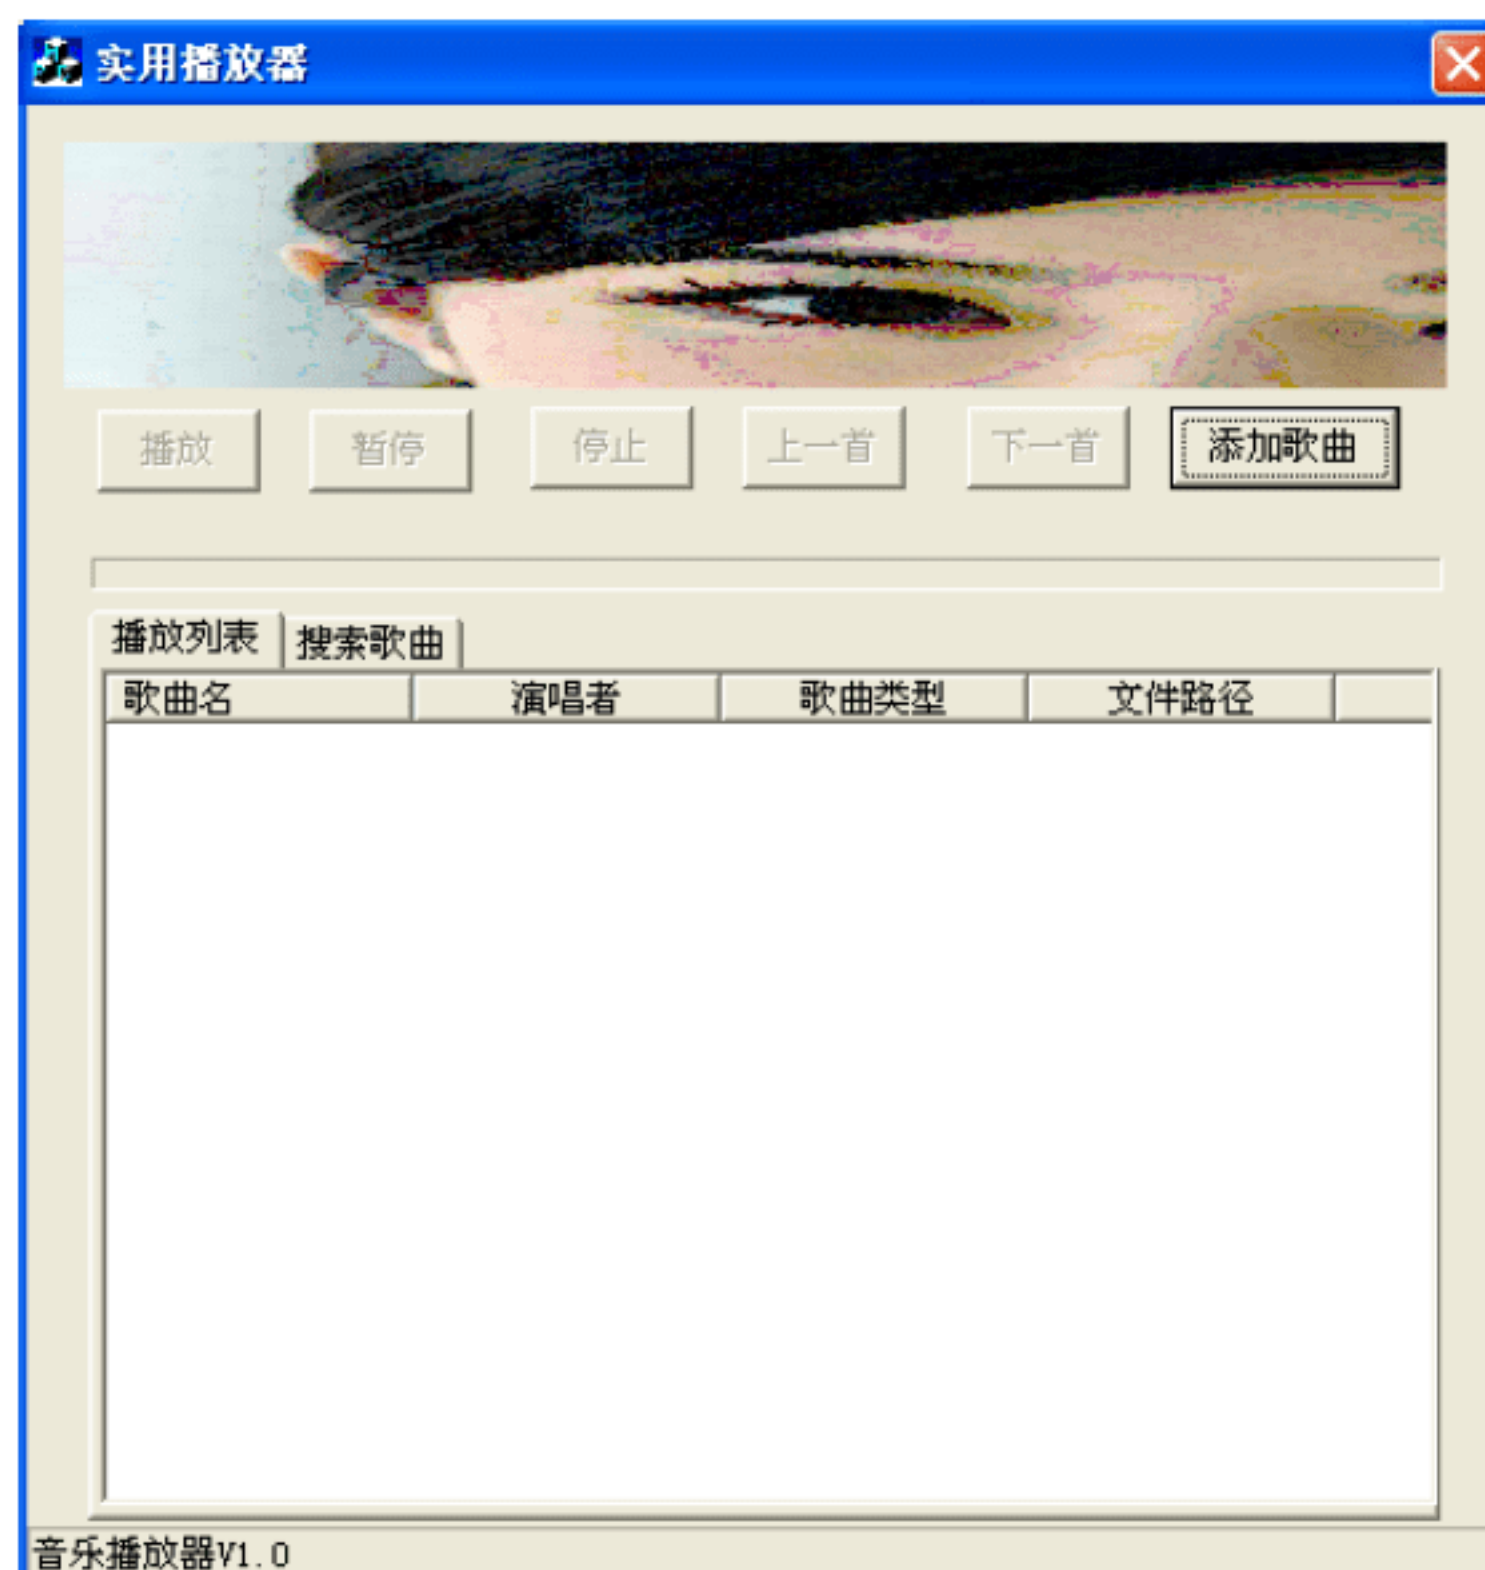 实用播放器
播放 暂停 停止 上一首 下一首 添加歌曲
播放列表 搜索歌曲
歌曲名 演唱者 歌曲类型 文件路径
音乐播放器V1.0